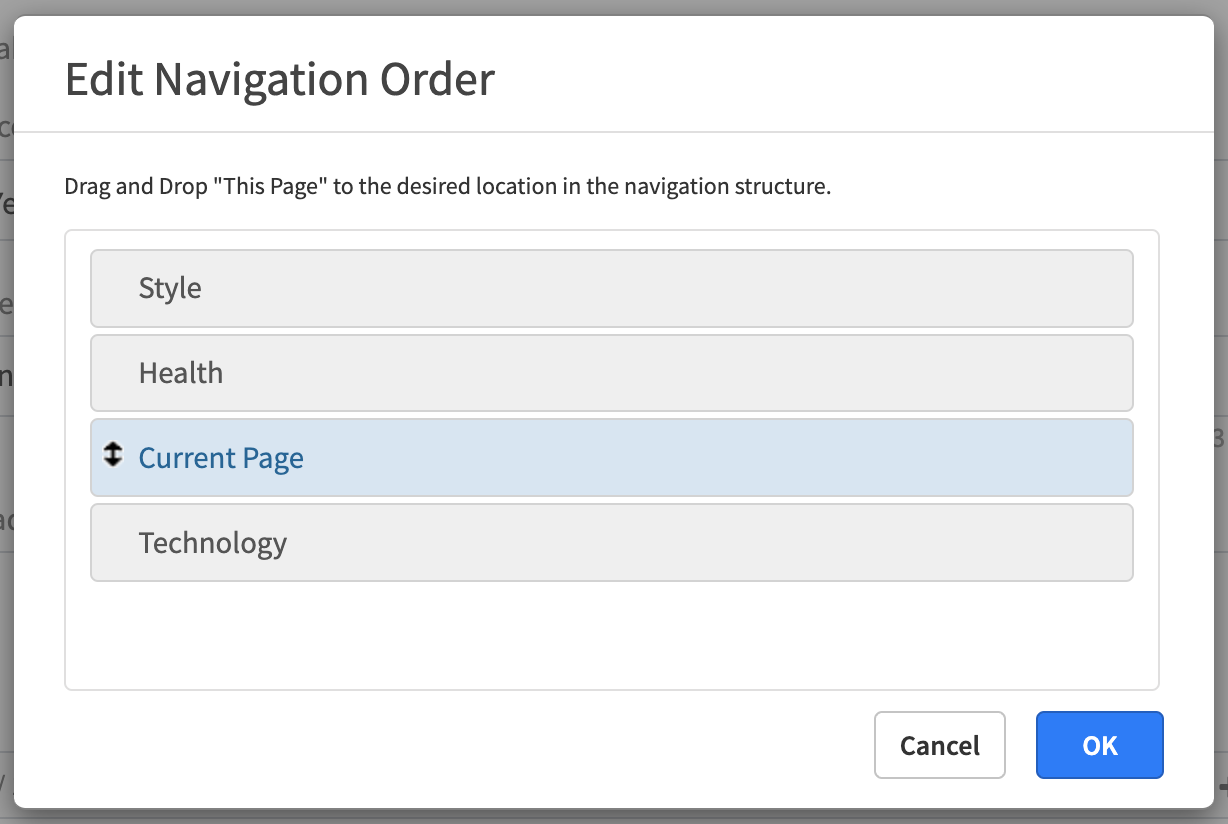 Edit Navigation Order
Drag and Drop "This Page" to the desired location in the navigation structure.
Style
Health
Current Page
Technology
Cancel
OK